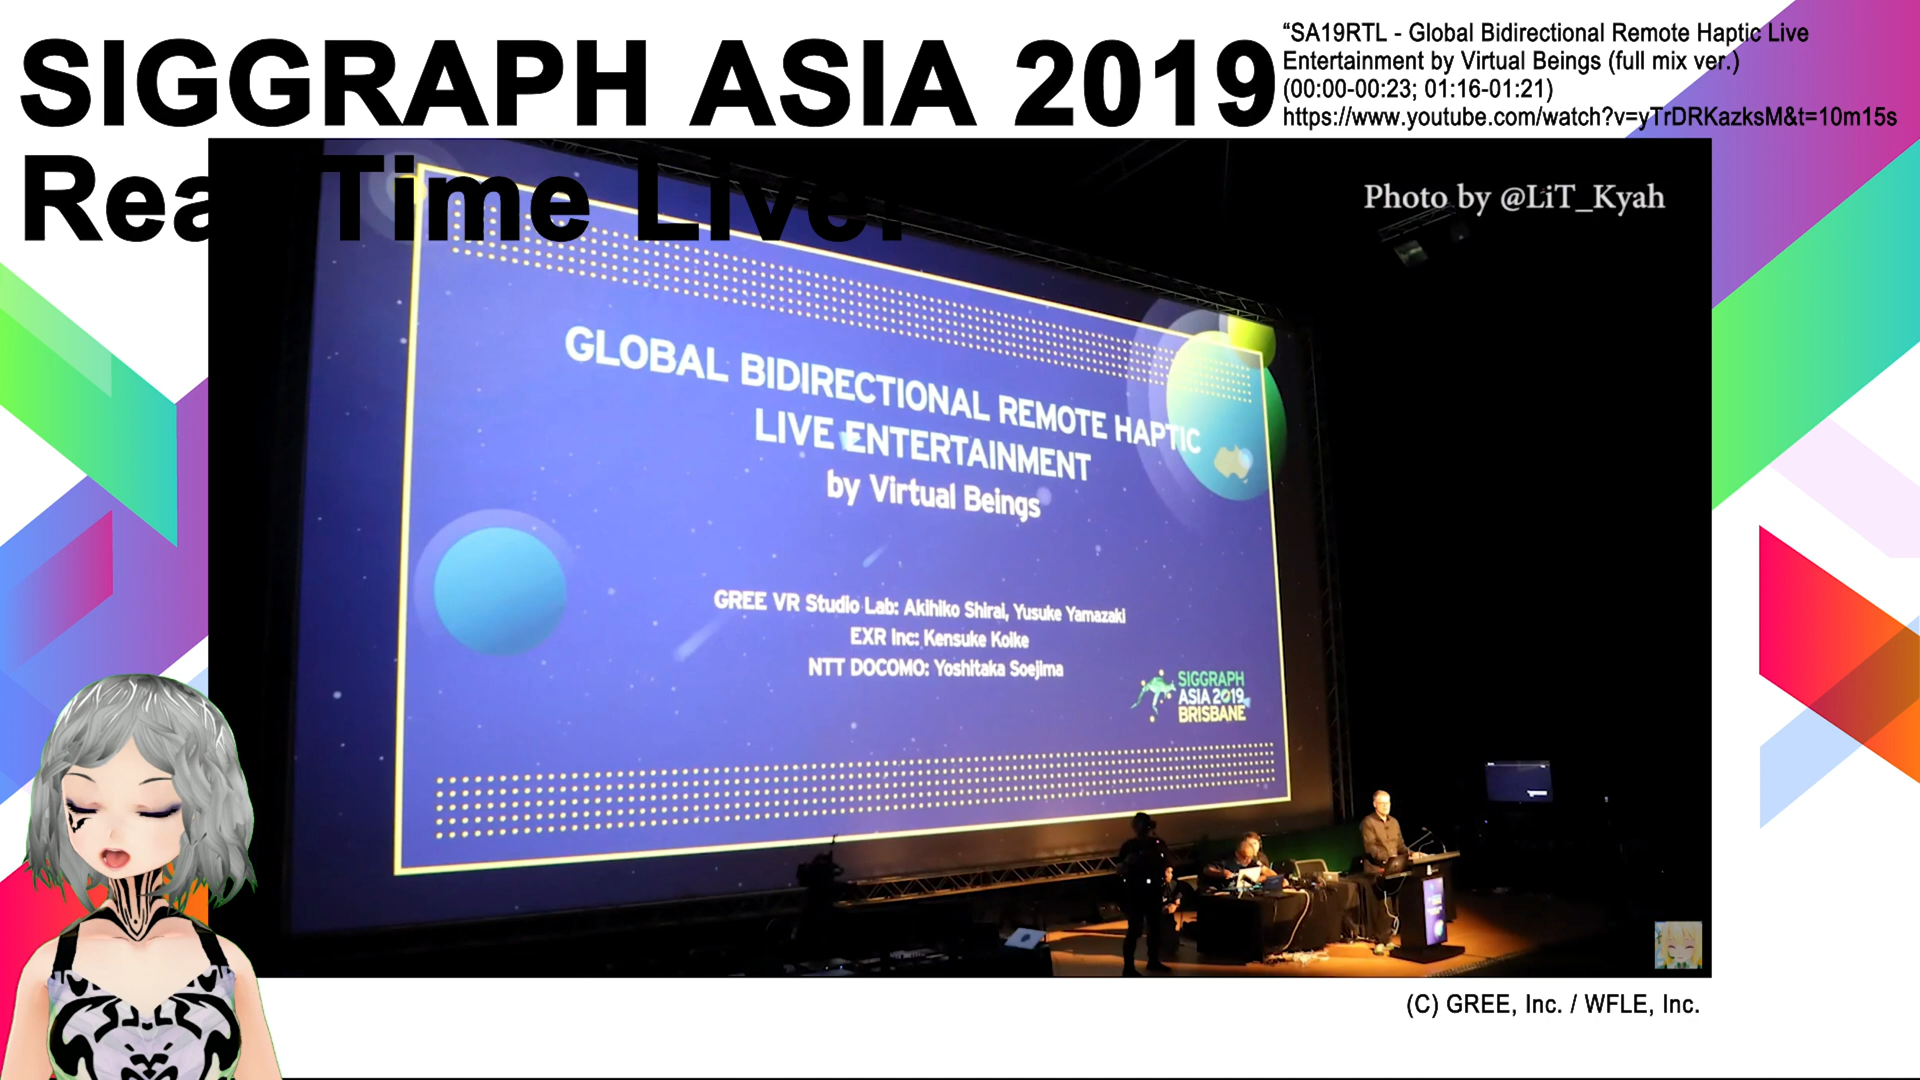 SIGGRAPH ASIA 2019
Real-Time Live!
“SA19RTL - Global Bidirectional Remote Haptic Live
Entertainment by Virtual Beings (full mix ver.)
(00:00-00:23; 01:16-01:21)
https://www.youtube.com/watch?v=yTrDRKazksM&t=10m15s
Photo by @LiT_Kyah
GLOBAL BIDIRECTIONAL REMOTE HAPTIC
LIVE ENTERTAINMENT
by Virtual Beings
GREE VR Studio Lab: Akihiko Shirai, Yusuke Yamazaki
EXR Inc: Kensuke Koike
NTT DOCOMO: Yoshitaka Soejima
SIGGRAPH
ASIA 2019
BRISBANE
(C) GREE, Inc. / WFLE, Inc.